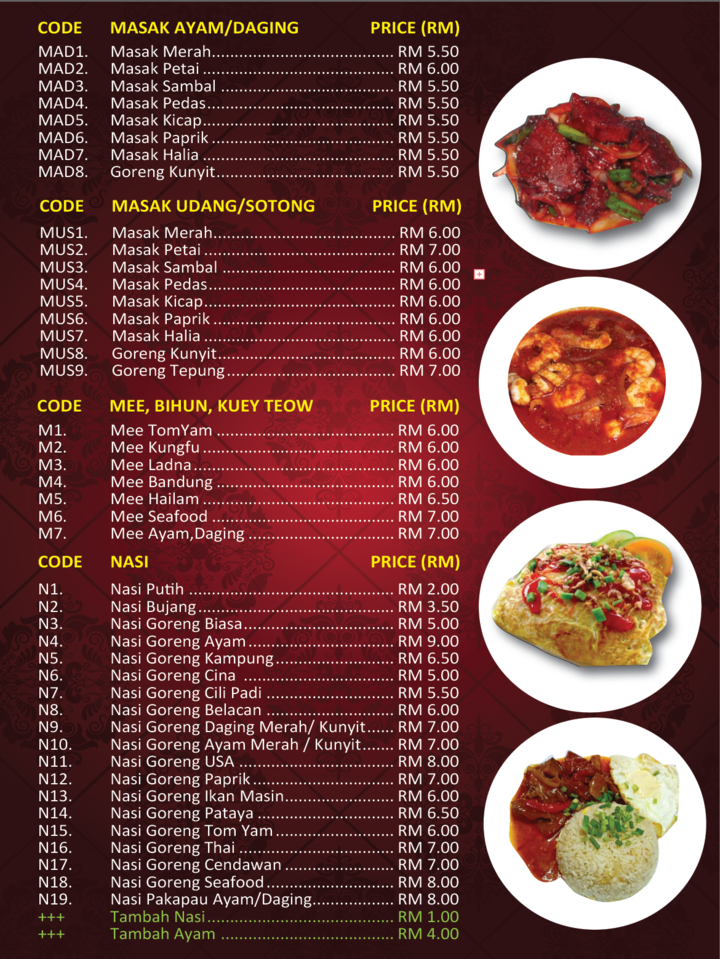 CODE MASAK AYAM/DAGING PRICE (RM)
MAD1. Masak Merah........................................ RM 5.50
MAD2. Masak Petai .......................................... RM 6.00
MAD3. Masak Sambal ...................................... RM 5.50
MAD4. Masak Pedas......................................... RM 5.50
MAD5. Masak Kicap.......................................... RM 5.50
MAD6. Masak Paprik ........................................ RM 5.50
MAD7. Masak Halia .......................................... RM 5.50
MAD8. Goreng Kunyit....................................... RM 5.50
CODE MASAK UDANG/SOTONG PRICE (RM)
MUS1. Masak Merah........................................ RM 6.00
MUS2. Masak Petai .......................................... RM 7.00
MUS3. Masak Sambal ...................................... RM 6.00
MUS4. Masak Pedas......................................... RM 6.00
MUS5. Masak Kicap.......................................... RM 6.00
MUS6. Masak Paprik ........................................ RM 6.00
MUS7. Masak Halia .......................................... RM 6.00
MUS8. Goreng Kunyit....................................... RM 6.00
MUS9. Goreng Tepung..................................... RM 7.00
CODE MEE, BIHUN, KUEY TEOW PRICE (RM)
M1. Mee TomYam ....................................... RM 6.00
M2. Mee Kungfu .......................................... RM 6.00
M3. Mee Ladna............................................ RM 6.00
M4. Mee Bandung ....................................... RM 6.00
M5. Mee Hailam .......................................... RM 6.50
M6. Mee Seafood ........................................ RM 7.00
M7. Mee Ayam,Daging ................................ RM 7.00
CODE NASI PRICE (RM)
N1. Nasi Putih ............................................. RM 2.00
N2. Nasi Bujang........................................... RM 3.50
N3. Nasi Goreng Biasa................................. RM 5.00
N4. Nasi Goreng Ayam................................ RM 9.00
N5. Nasi Goreng Kampung.......................... RM 6.50
N6. Nasi Goreng Cina ................................. RM 5.00
N7. Nasi Goreng Cili Padi ............................ RM 5.50
N8. Nasi Goreng Belacan ............................ RM 6.00
N9. Nasi Goreng Daging Merah/ Kunyit...... RM 7.00
N10. Nasi Goreng Ayam Merah / Kunyit....... RM 7.00
N11. Nasi Goreng USA .................................. RM 8.00
N12. Nasi Goreng Paprik................................ RM 7.00
N13. Nasi Goreng Ikan Masin........................ RM 6.00
N14. Nasi Goreng Pataya .............................. RM 6.50
N15. Nasi Goreng Tom Yam.......................... RM 6.00
N16. Nasi Goreng Thai .................................. RM 7.00
N17. Nasi Goreng Cendawan ........................ RM 7.00
N18. Nasi Goreng Seafood............................ RM 8.00
N19. Nasi Pakapau Ayam/Daging.................. RM 8.00
+++ Tambah Nasi......................................... RM 1.00
+++ Tambah Ayam ...................................... RM 4.00